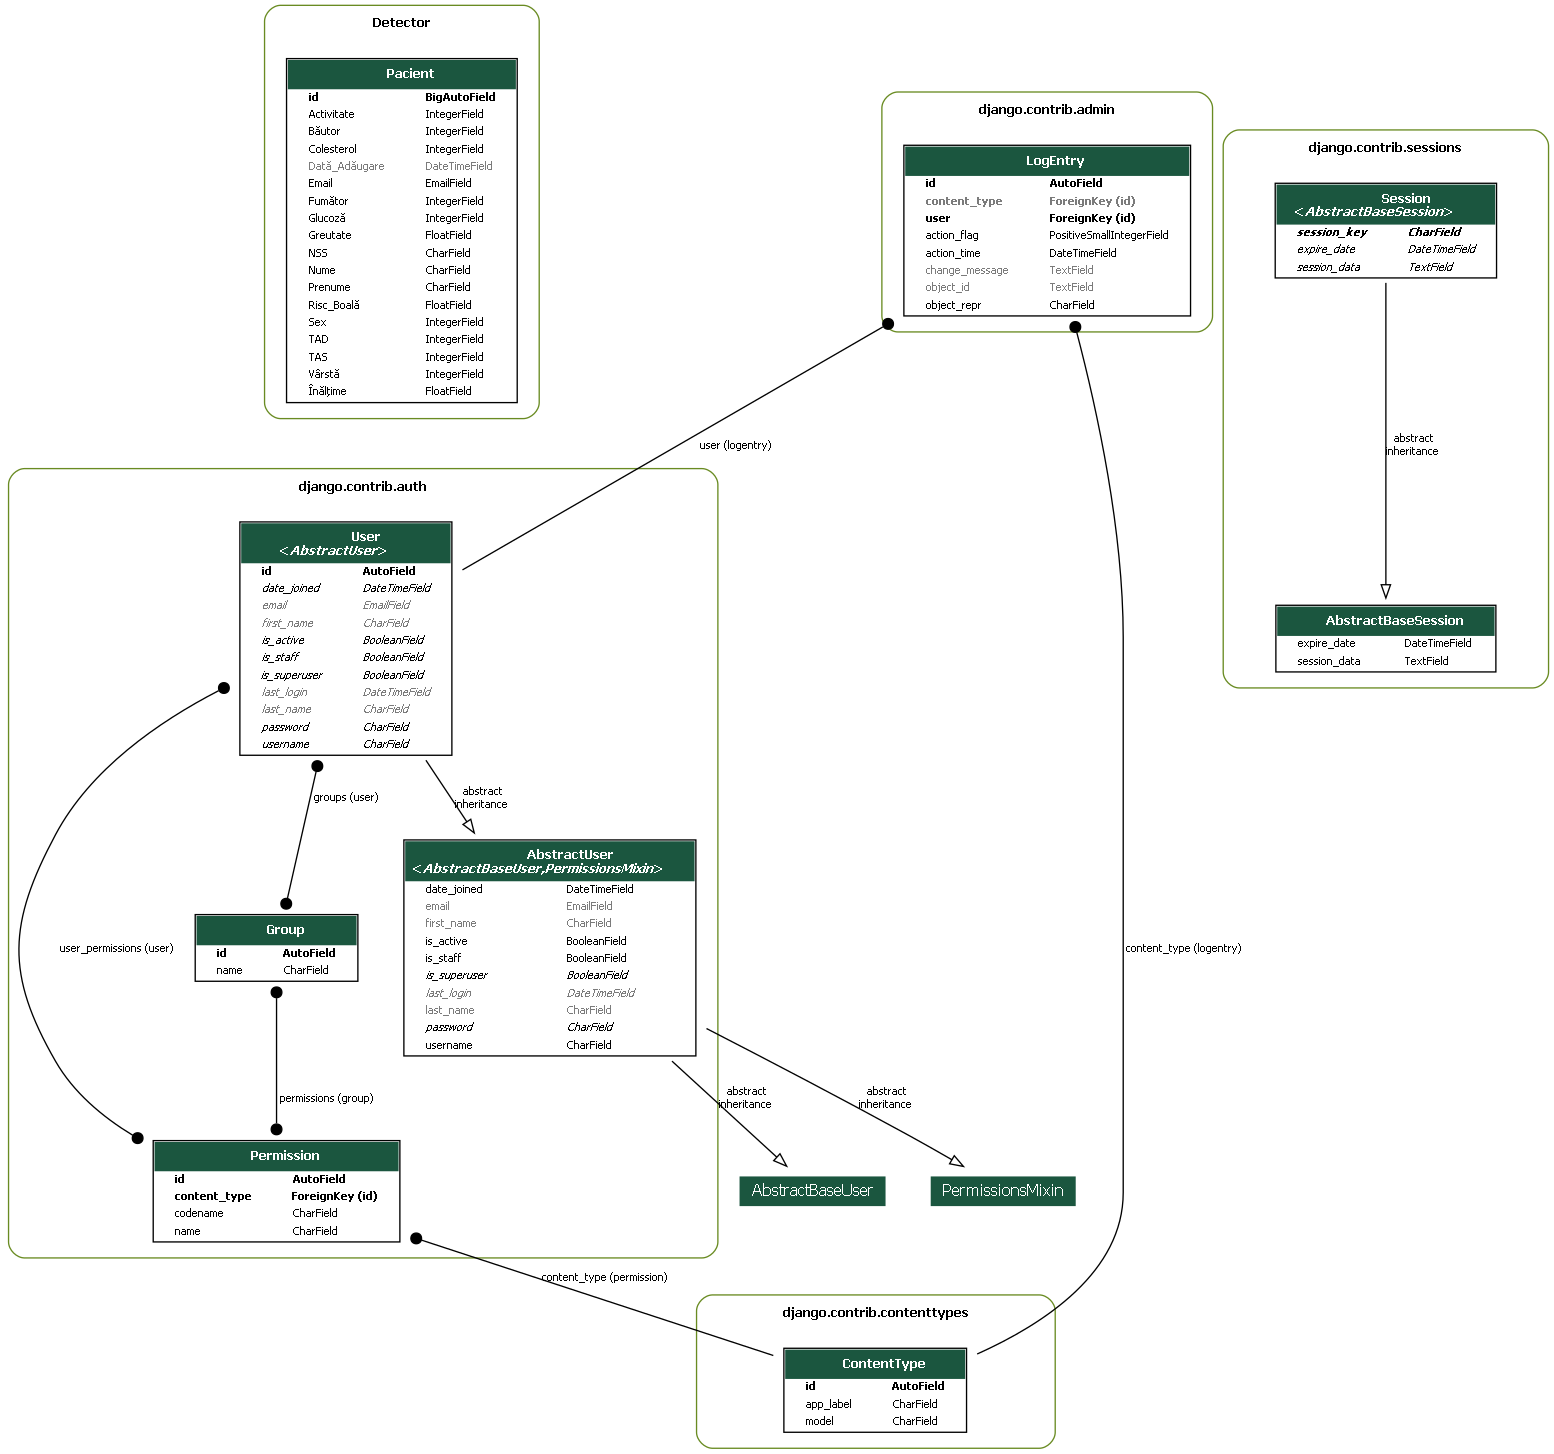 Detector
Pacient
id BigAutoField
Activitate IntegerField
Băutor IntegerField
Colesterol IntegerField
Dată_Adăugare DateTimeField
Email EmailField
Fumător IntegerField
Glucoză IntegerField
Greutate FloatField
NSS CharField
Nume CharField
Prenume CharField
Risc_Boală FloatField
Sex IntegerField
TAD IntegerField
TAS IntegerField
Vârstă IntegerField
Înălțime FloatField
django.contrib.admin
LogEntry
id AutoField
content_type ForeignKey (id)
user ForeignKey (id)
action_flag PositiveSmallIntegerField
action_time DateTimeField
change_message TextField
object_id TextField
object_repr CharField
django.contrib.sessions
Session
<AbstractBaseSession>
session_key CharField
expire_date DateTimeField
session_data TextField
abstract
inheritance
AbstractBaseSession
expire_date DateTimeField
session_data TextField
user (logentry)
django.contrib.auth
User
<AbstractUser>
id AutoField
date_joined DateTimeField
email EmailField
first_name CharField
is_active BooleanField
is_staff BooleanField
is_superuser BooleanField
last_login DateTimeField
last_name CharField
password CharField
username CharField
groups (user)
abstract
inheritance
AbstractUser
<AbstractBaseUser,PermissionsMixin>
date_joined DateTimeField
email EmailField
first_name CharField
is_active BooleanField
is_staff BooleanField
is_superuser BooleanField
last_login DateTimeField
last_name CharField
password CharField
username CharField
Group
id AutoField
name CharField
user_permissions (user)
content_type (logentry)
permissions (group)
abstract
inheritance
abstract
inheritance
Permission
id AutoField
content_type ForeignKey (id)
codename CharField
name CharField
AbstractBaseUser
PermissionsMixin
content_type (permission)
django.contrib.contenttypes
ContentType
id AutoField
app_label CharField
model CharField